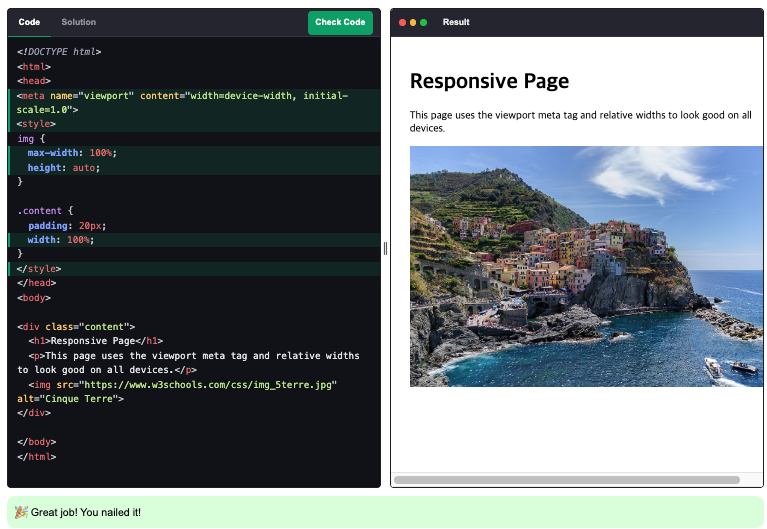 Code Solution Check Code
<!DOCTYPE html>
<html>
<head>
<meta name="viewport" content="width=device-width, initial-
scale=1.0">
<style>
img {
  max-width: 100%;
  height: auto;
}

.content {
  padding: 20px;
  width: 100%;
}
</style>
</head>
<body>

<div class="content">
  <h1>Responsive Page</h1>
  <p>This page uses the viewport meta tag and relative widths
to look good on all devices.</p>
  <img src="https://www.w3schools.com/css/img_5terre.jpg"
alt="Cinque Terre">
</div>

</body>
</html>
Result
Responsive Page
This page uses the viewport meta tag and relative widths to look good on all
devices.
🎉 Great job! You nailed it!